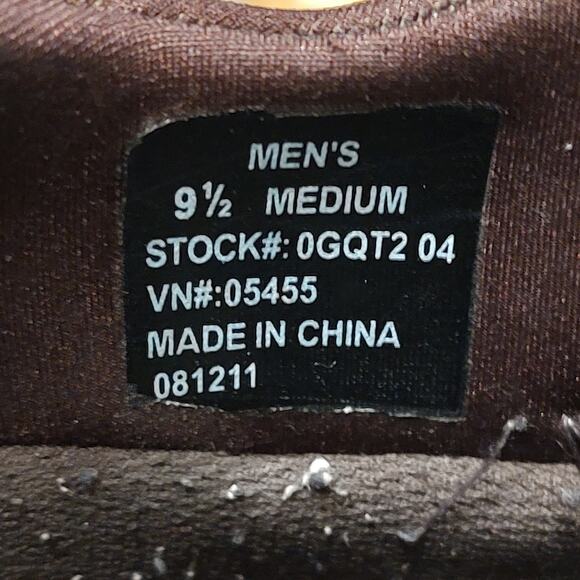 MEN'S
9½ MEDIUM
STOCK#: 0GQT2 04
VN#:05455
MADE IN CHINA
081211